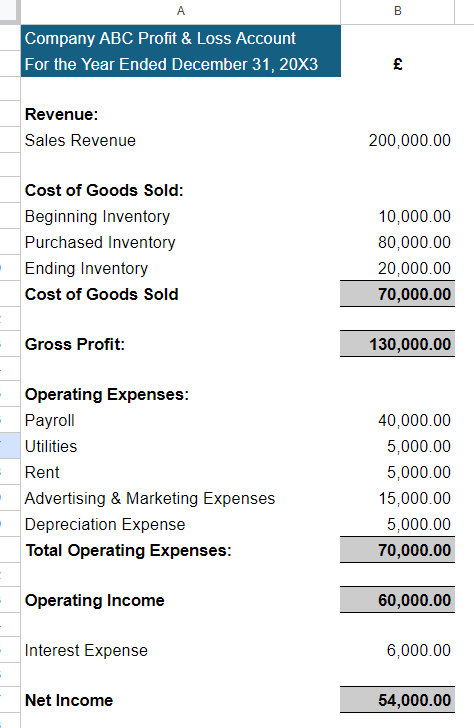 A B
Company ABC Profit & Loss Account
For the Year Ended December 31, 20X3 £
Revenue:
Sales Revenue 200,000.00
Cost of Goods Sold:
Beginning Inventory 10,000.00
Purchased Inventory 80,000.00
Ending Inventory 20,000.00
Cost of Goods Sold 70,000.00
Gross Profit: 130,000.00
Operating Expenses:
Payroll 40,000.00
Utilities 5,000.00
Rent 5,000.00
Advertising & Marketing Expenses 15,000.00
Depreciation Expense 5,000.00
Total Operating Expenses: 70,000.00
Operating Income 60,000.00
Interest Expense 6,000.00
Net Income 54,000.00